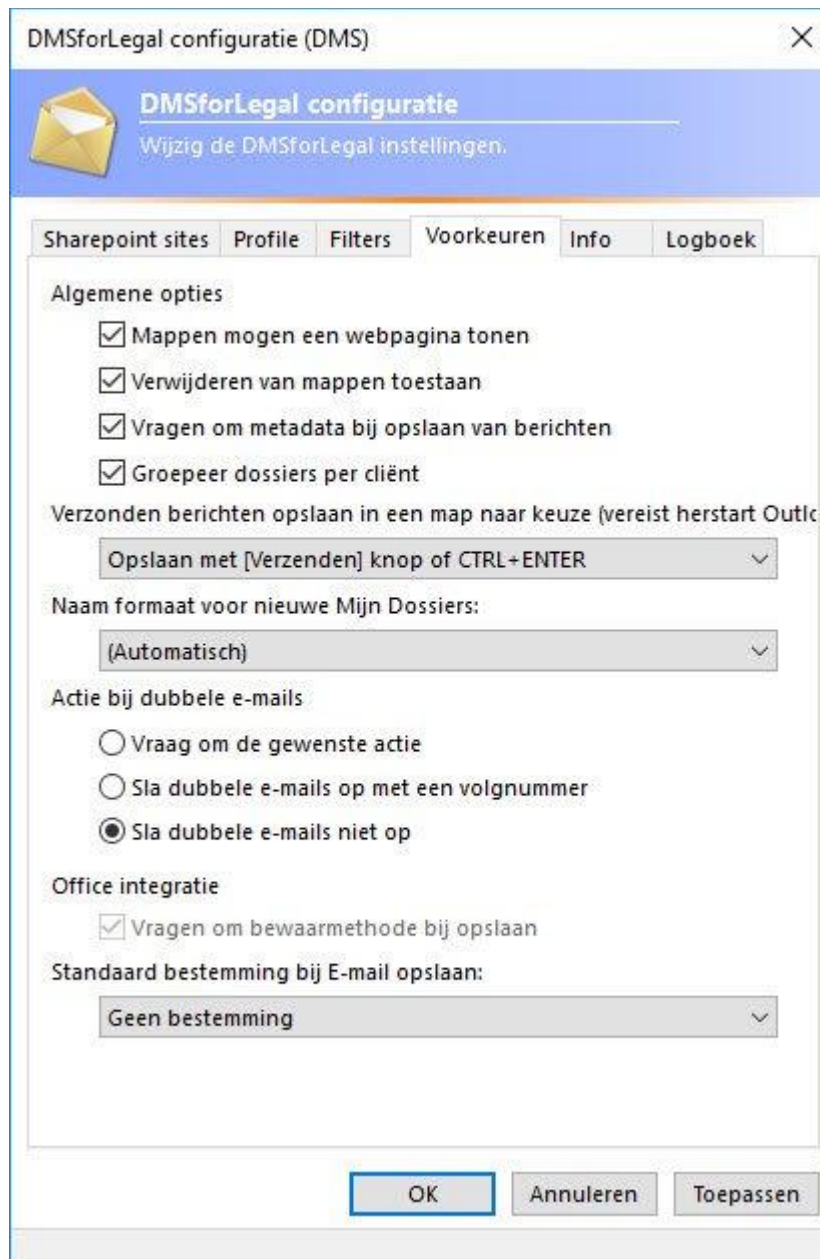 DMSforLegal configuratie (DMS)
DMSforLegal configuratie
Wijzig de DMSforLegal instellingen.
Sharepoint sites Profile Filters Voorkeuren Info Logboek
Algemene opties
Mappen mogen een webpagina tonen
Verwijderen van mappen toestaan
Vragen om metadata bij opslaan van berichten
Groepeer dossiers per cliënt
Verzonden berichten opslaan in een map naar keuze (vereist herstart
Opslaan met [Verzenden] knop of CTRL+ENTER
Naam formaat voor nieuwe Mijn Dossiers:
(Automatisch)
Actie bij dubbele e-mails
Vraag om de gewenste actie
Sla dubbele e-mails op met een volgnummer
Sla dubbele e-mails niet op
Office integratie
Vragen om bewaarmethode bij opslaan
Standaard bestemming bij E-mail opslaan:
Geen bestemming
OK Annuleren Toepassen